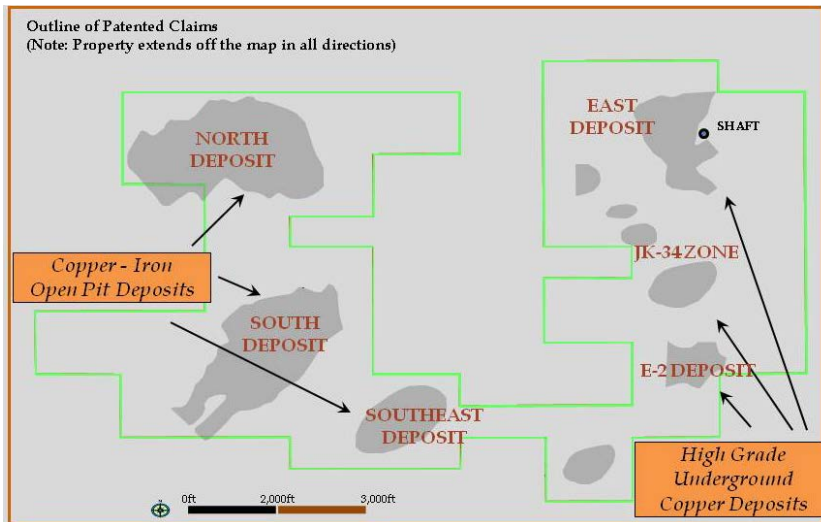 Outline of Patented Claims
(Note: Property extends off the map in all directions)
EAST
DEPOSIT
SHAFT
NORTH
DEPOSIT
JK-34 ZONE
Copper - Iron
Open Pit Deposits
SOUTH
DEPOSIT
E-2 DEPOSIT
SOUTHEAST
DEPOSIT
High Grade
Underground
Copper Deposits
N
0ft 2,000ft 3,000ft